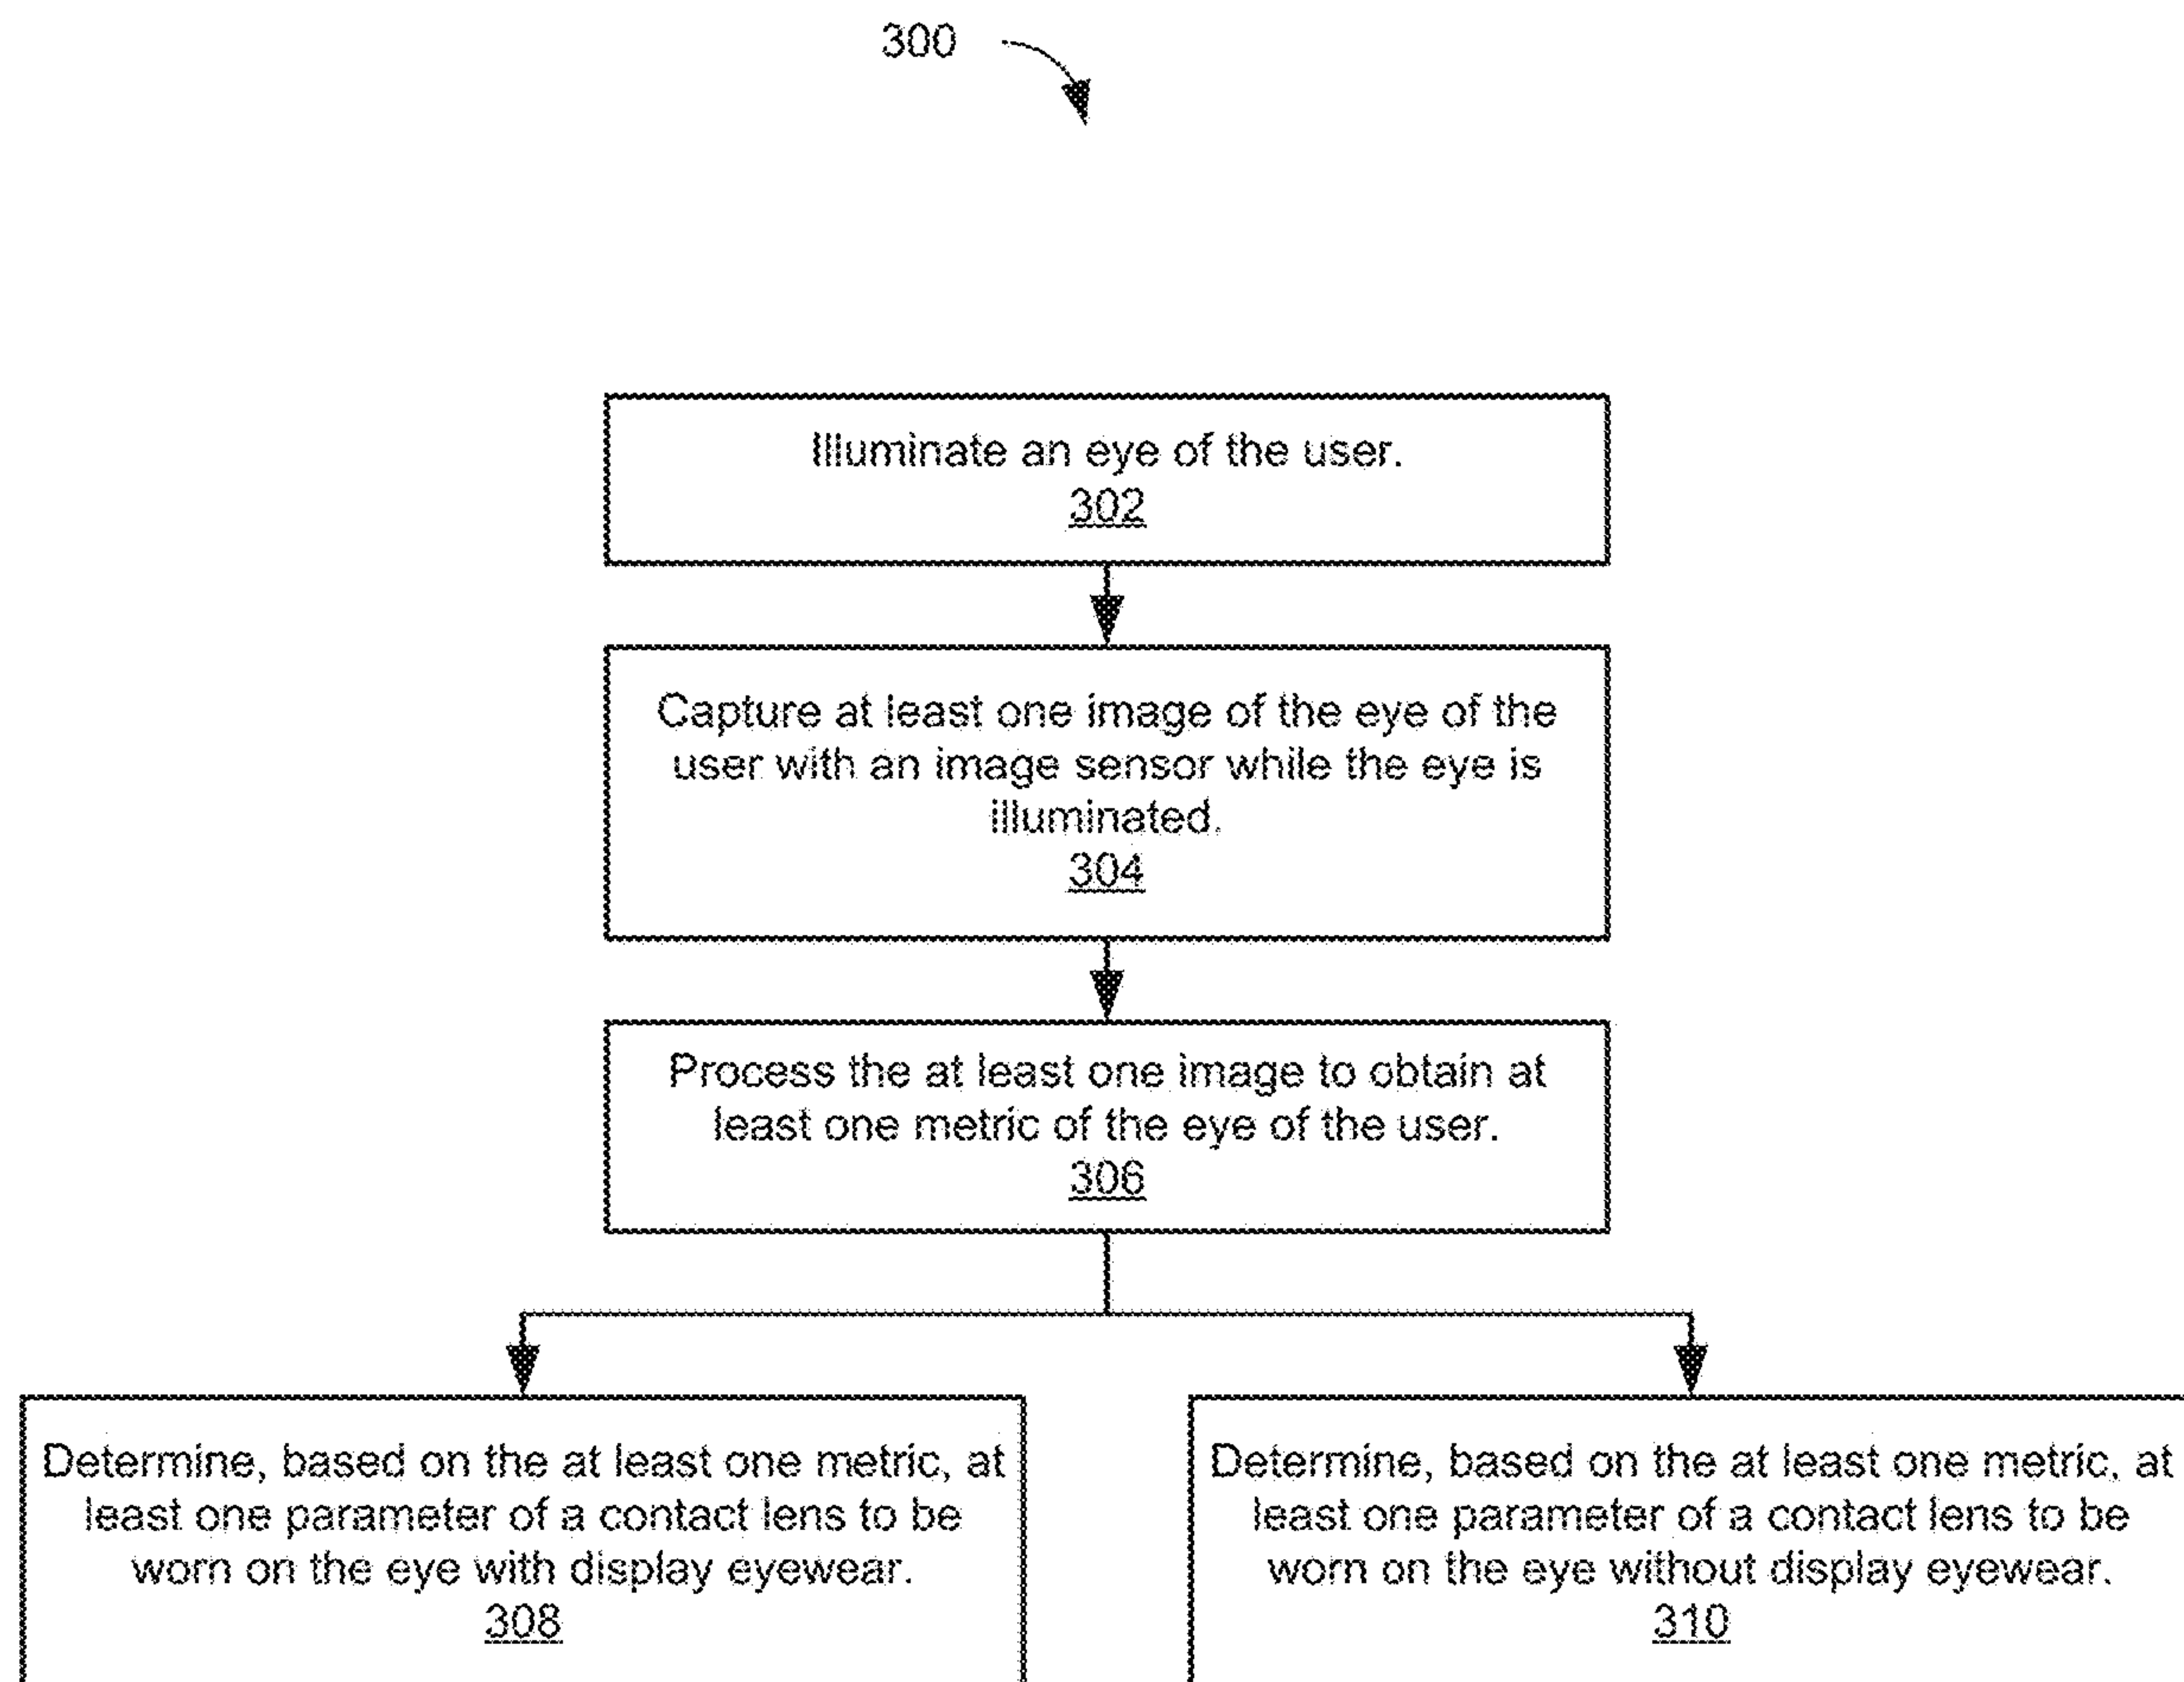 300
Illuminate an eye of the user.
302
Capture at least one image of the eye of the
user with an image sensor while the eye is
illuminated.
304
Process the at least one image to obtain at
least one metric of the eye of the user.
306
Determine, based on the at least one metric, at
least one parameter of a contact lens to be
worn on the eye with display eyewear.
308
Determine, based on the at least one metric, at
least one parameter of a contact lens to be
worn on the eye without display eyewear.
310